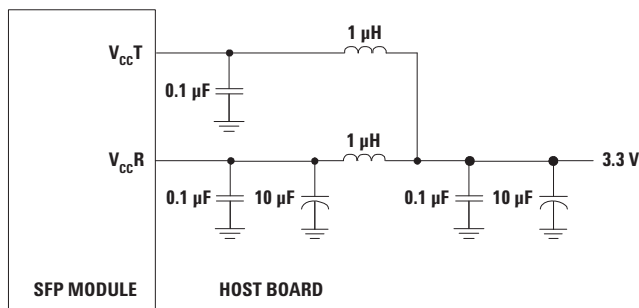 1 µH
VccT
0.1 µF
1 µH
VccR
3.3 V
0.1 µF
10 µF
0.1 µF
10 µF
SFP MODULE
HOST BOARD